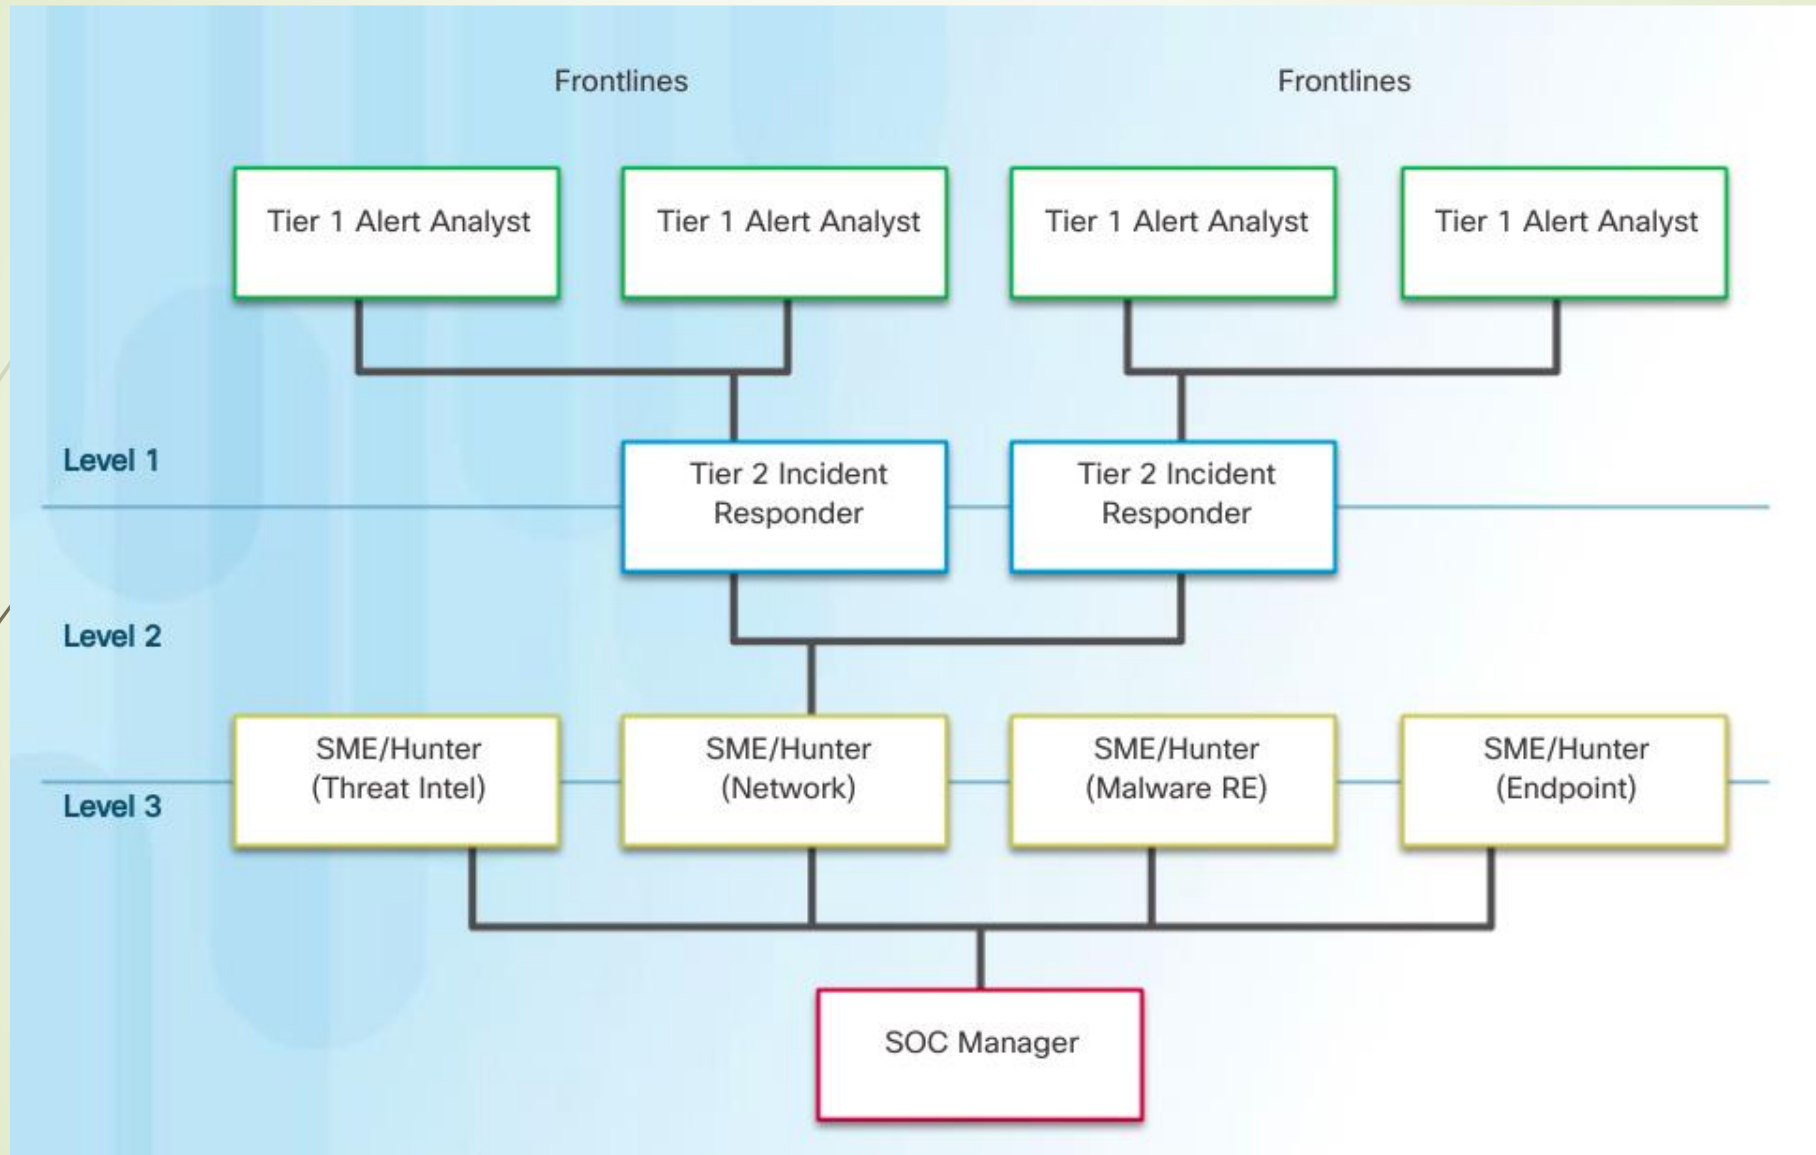 Frontlines
Frontlines
Tier 1 Alert Analyst
Tier 1 Alert Analyst
Tier 1 Alert Analyst
Tier 1 Alert Analyst
Level 1
Tier 2 Incident
Responder
Tier 2 Incident
Responder
Level 2
SME/Hunter
(Threat Intel)
SME/Hunter
(Network)
SME/Hunter
(Malware RE)
SME/Hunter
(Endpoint)
Level 3
SOC Manager